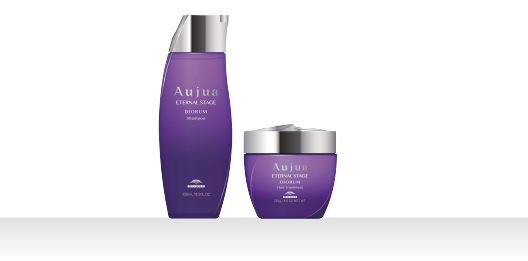 Aujua
ETERNAL STAGE
DIORUM
Shampoo
Aujua
ETERNAL STAGE
DIORUM
Hair Treatment